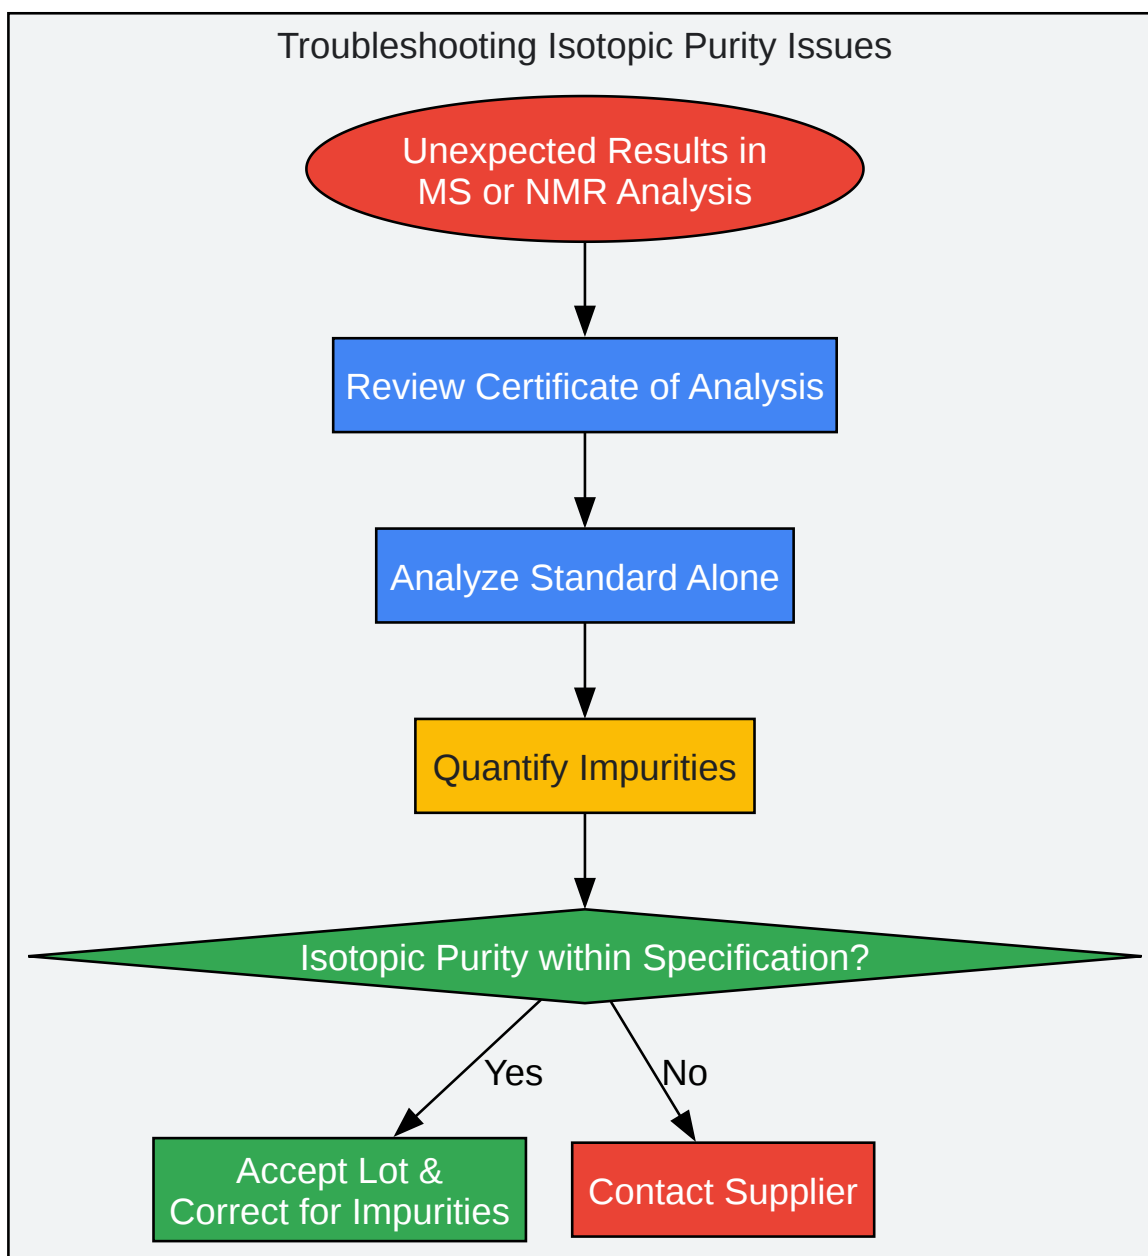 Troubleshooting Isotopic Purity Issues
Unexpected Results in
MS or NMR Analysis
Review Certificate of Analysis
Analyze Standard Alone
Quantify Impurities
Isotopic Purity within Specification?
Yes
No
Accept Lot &
Correct for Impurities
Contact Supplier